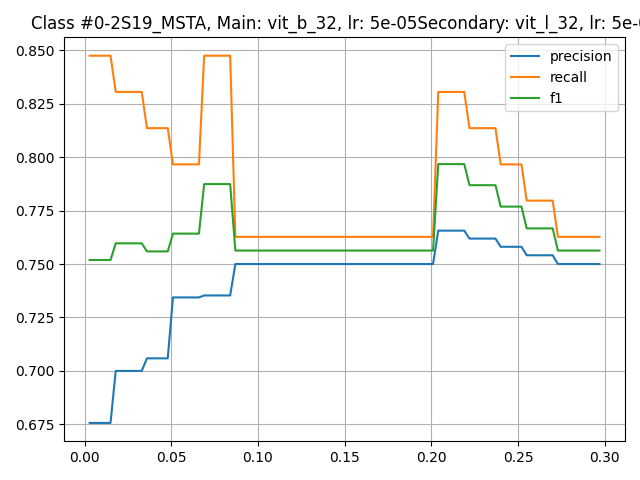 Class #0-2S19_MSTA, Main: vit_b_32, lr: 5e-05Secondary: vit_l_32, lr: 5e-
precision
recall
f1
0.850
0.825
0.800
0.775
0.750
0.725
0.700
0.675
0.00 0.05 0.10 0.15 0.20 0.25 0.30